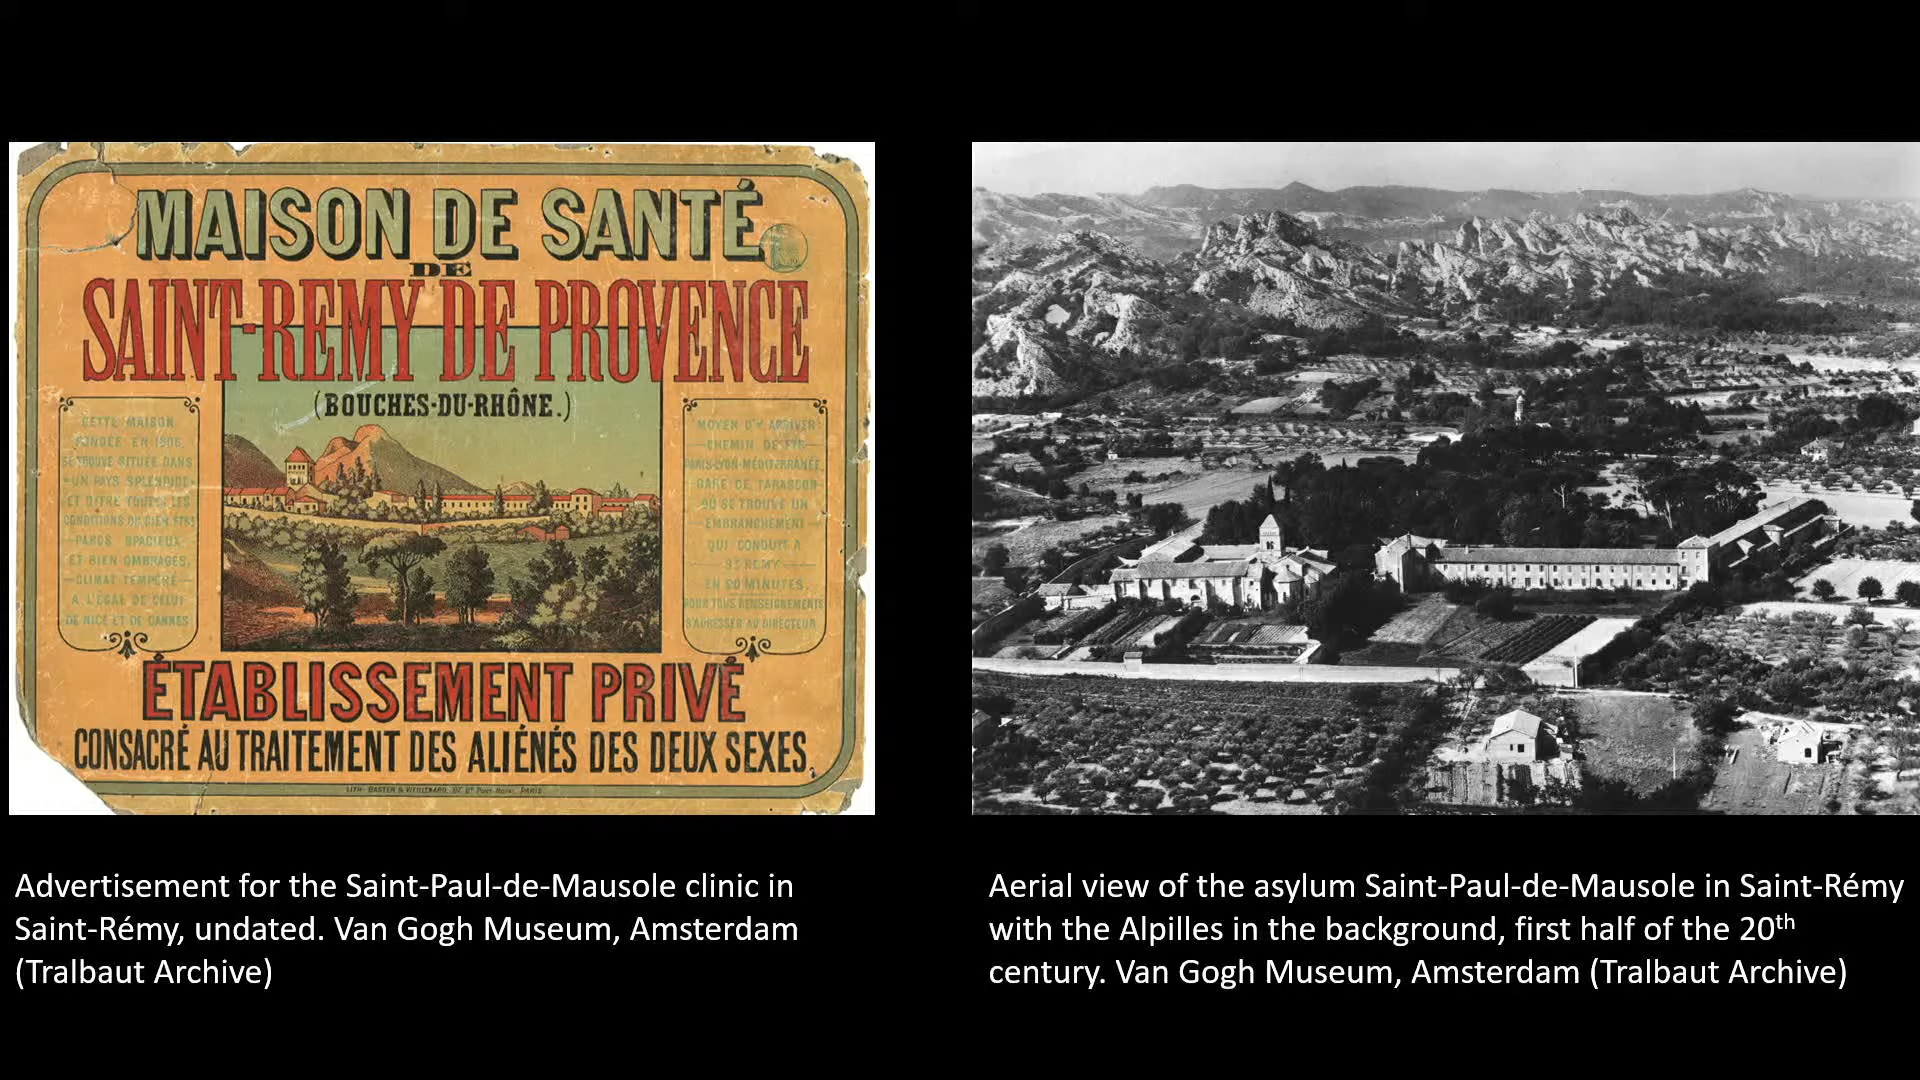 MAISON DE SANTÉ
DE
SAINT-REMY DE PROVENCE
(BOUCHES-DU-RHÔNE.)
CETTE MAISON
FONDÉE EN 1806,
SE TROUVE SITUÉE DANS
UN PAYS SPLENDIDE
ET OFFRE TOUTES LES
CONDITIONS DU BIEN ÊTRE
PARCS SPACIEUX
ET BIEN OMBRAGÉS,
CLIMAT TEMPÉRÉ
A L'ÉGAL DE CELUI
DE NICE ET DE CANNES
MOYEN D'Y ARRIVER:
CHEMIN DE FER
PARIS-LYON-MÉDITERRANÉE
GARE DE TARASCON
OÙ SE TROUVE UN
EMBRANCHEMENT
QUI CONDUIT A
ST REMY
EN 20 MINUTES.
POUR TOUS RENSEIGNEMENTS
S'ADRESSER AU DIRECTEUR
ÉTABLISSEMENT PRIVÉ
CONSACRÉ AU TRAITEMENT DES ALIÉNÉS DES DEUX SEXES.
Advertisement for the Saint-Paul-de-Mausole clinic in
Saint-Rémy, undated. Van Gogh Museum, Amsterdam
(Tralbaut Archive)
Aerial view of the asylum Saint-Paul-de-Mausole in Saint-Rémy
with the Alpilles in the background, first half of the 20th
century. Van Gogh Museum, Amsterdam (Tralbaut Archive)